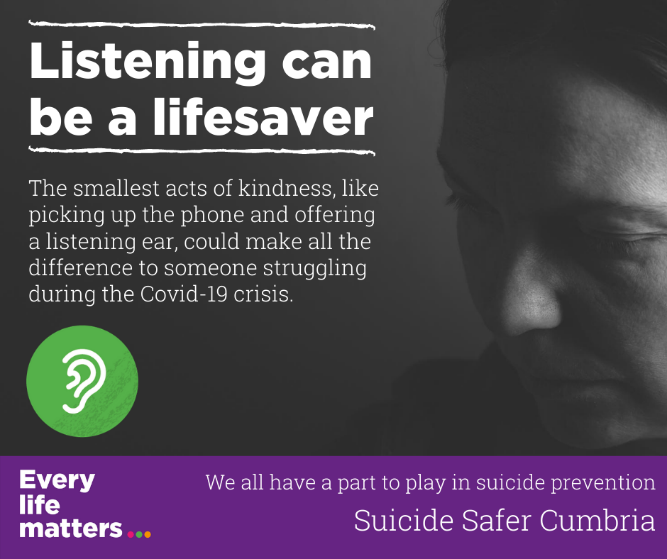 Listening can
be a lifesaver
The smallest acts of kindness, like
picking up the phone and offering
a listening ear, could make all the
difference to someone struggling
during the Covid-19 crisis.
Every
life
matters...
We all have a part to play in suicide prevention
Suicide Safer Cumbria